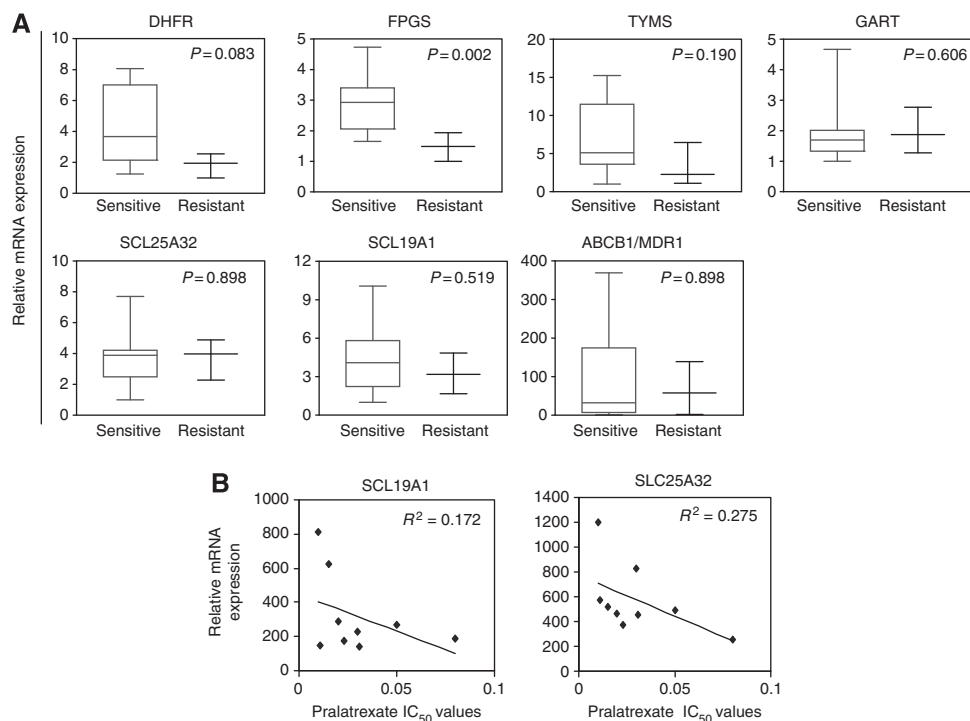 A
DHFR
FPGS
TYMS
GART
Relative mRNA expression
P = 0.083
10
8
6
4
2
0
Sensitive Resistant
P = 0.002
5
4
3
2
1
0
Sensitive Resistant
P = 0.190
20
15
10
5
0
Sensitive Resistant
P = 0.606
5
4
3
2
1
0
Sensitive Resistant
SCL25A32
SCL19A1
ABCB1/MDR1
P = 0.898
10
8
6
4
2
0
Sensitive Resistant
P = 0.519
12
9
6
3
0
Sensitive Resistant
P = 0.898
400
300
200
100
0
Sensitive Resistant
B
SCL19A1
SLC25A32
Relative mRNA
expression
R² = 0.172
1000
800
600
400
200
0
0 0.05 0.1
Pralatrexate IC₅₀ values
R² = 0.275
1400
1200
1000
800
600
400
200
0
0 0.05 0.1
Pralatrexate IC₅₀ values